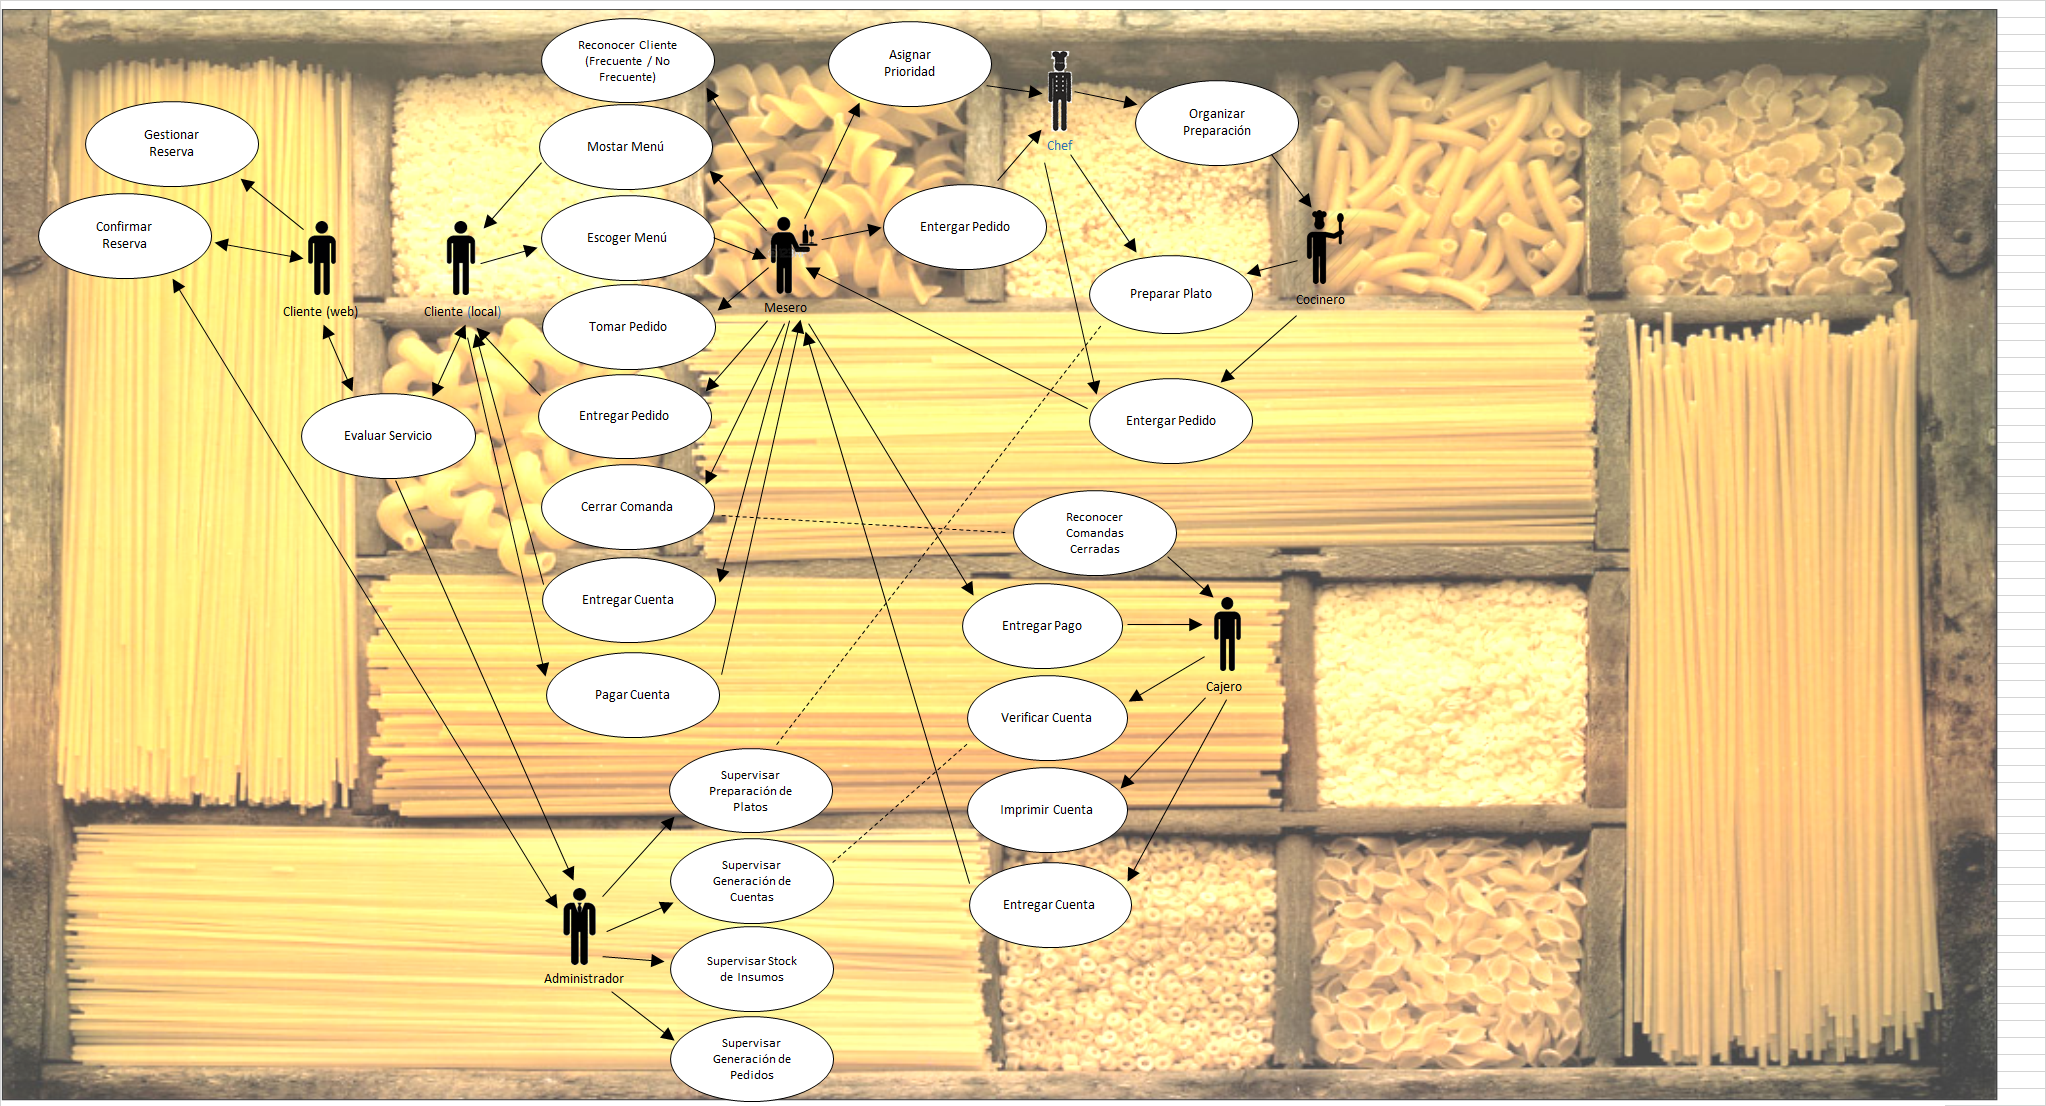 Reconocer Cliente
(Frecuente / No
Frecuente)
Asignar
Prioridad
Gestionar
Reserva
Mostar Menú
Chef
Organizar
Preparación
Confirmar
Reserva
Escoger Menú
Entergar Pedido
Cliente (web)
Cliente (local)
Mesero
Preparar Plato
Cocinero
Tomar Pedido
Evaluar Servicio
Entregar Pedido
Entergar Pedido
Cerrar Comanda
Reconocer
Comandas
Cerradas
Entregar Cuenta
Entregar Pago
Pagar Cuenta
Cajero
Verificar Cuenta
Supervisar
Preparación de
Platos
Imprimir Cuenta
Supervisar
Generación de
Cuentas
Entregar Cuenta
Administrador
Supervisar Stock
de Insumos
Supervisar
Generación de
Pedidos